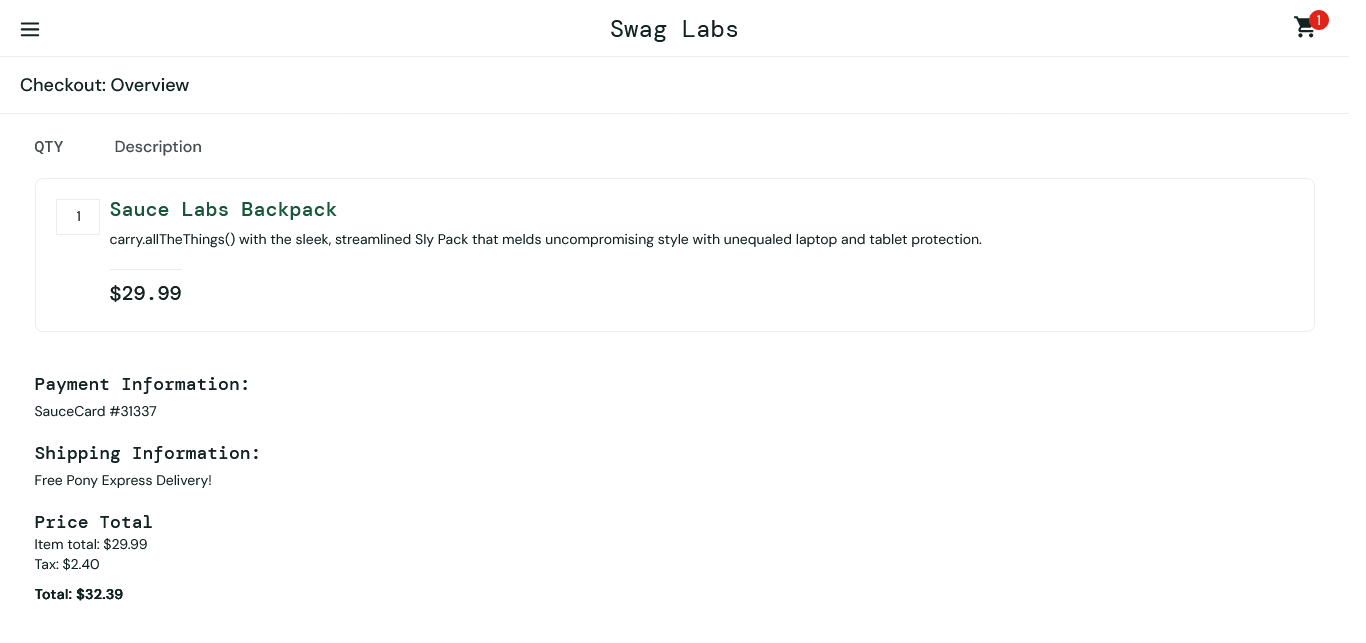 Swag Labs
1
Checkout: Overview
QTY Description
1
Sauce Labs Backpack
carry.allTheThings() with the sleek, streamlined Sly Pack that melds uncompromising style with unequaled laptop and tablet protection.
$29.99
Payment Information:
SauceCard #31337
Shipping Information:
Free Pony Express Delivery!
Price Total
Item total: $29.99
Tax: $2.40
Total: $32.39